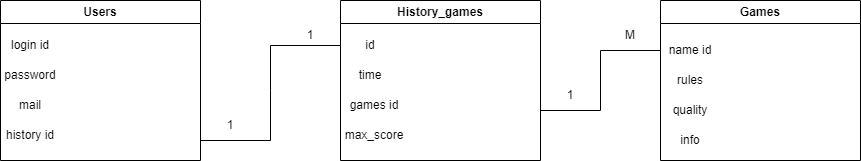 Users
login id
password
mail
history id
1
1
History_games
id
time
games id
max_score
1
M
Games
name id
rules
quality
info